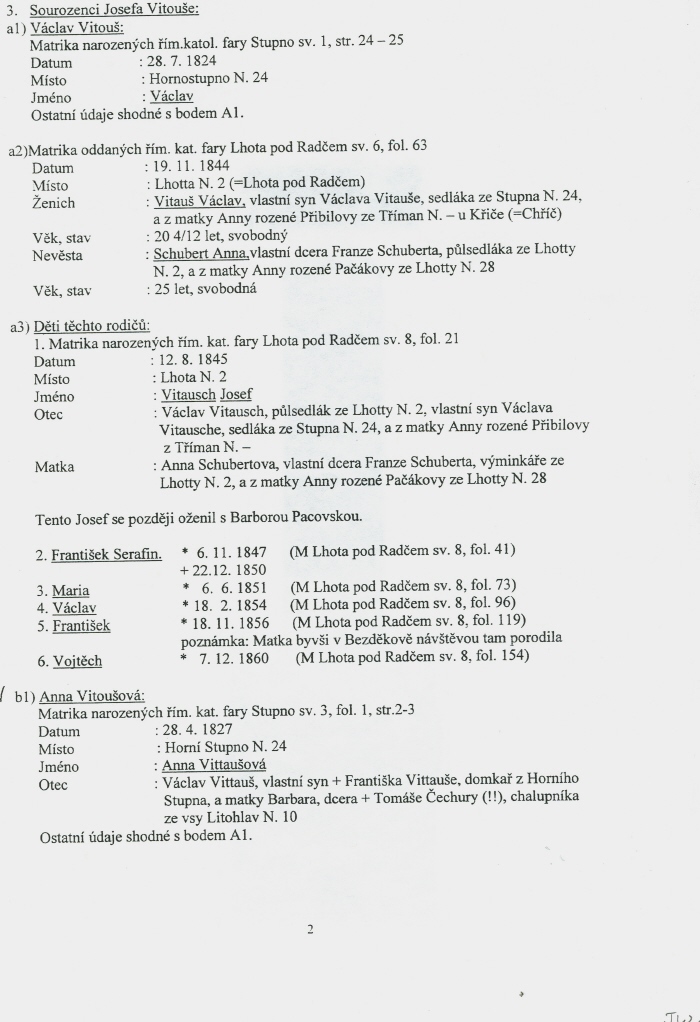 3. Sourozenci Josefa Vitouše:
a1) Václav Vitouš:
Matrika narozených řím.katol. fary Stupno sv. 1, str. 24 – 25
Datum : 28. 7. 1824
Místo : Hornostupno N. 24
Jméno : Václav
Ostatní údaje shodné s bodem A1.
a2)Matrika oddaných řím. kat. fary Lhota pod Radčem sv. 6, fol. 63
Datum : 19. 11. 1844
Místo : Lhotta N. 2 (=Lhota pod Radčem)
Ženich : Vitauš Václav, vlastní syn Václava Vitauše, sedláka ze Stupna N. 24,
a z matky Anny rozené Přibilovy ze Tříman N. – u Křiče (=Chříč)
Věk, stav : 20 4/12 let, svobodný
Nevěsta : Schubert Anna,vlastní dcera Franze Schuberta, půlsedláka ze Lhotty
N. 2, a z matky Anny rozené Pačákovy ze Lhotty N. 28
Věk, stav : 25 let, svobodná
a3) Děti těchto rodičů:
1. Matrika narozených řím. kat. fary Lhota pod Radčem sv. 8, fol. 21
Datum : 12. 8. 1845
Místo : Lhota N. 2
Jméno : Vitausch Josef
Otec : Václav Vitausch, půlsedlák ze Lhotty N. 2, vlastní syn Václava
Vitausche, sedláka ze Stupna N. 24, a z matky Anny rozené Přibilovy
z Tříman N. –
Matka : Anna Schubertova, vlastní dcera Franze Schuberta, výminkáře ze
Lhotty N. 2, a z matky Anny rozené Pačákovy ze Lhotty N. 28
Tento Josef se později oženil s Barborou Pacovskou.
2. František Serafin. * 6. 11. 1847 (M Lhota pod Radčem sv. 8, fol. 41)
+ 22.12. 1850
3. Maria * 6. 6. 1851 (M Lhota pod Radčem sv. 8, fol. 73)
4. Václav * 18. 2. 1854 (M Lhota pod Radčem sv. 8, fol. 96)
5. František * 18. 11. 1856 (M Lhota pod Radčem sv. 8, fol. 119)
poznámka: Matka byvši v Bezděkově návštěvou tam porodila
6. Vojtěch * 7. 12. 1860 (M Lhota pod Radčem sv. 8, fol. 154)
b1) Anna Vitoušová:
Matrika narozených řím. kat. fary Stupno sv. 3, fol. 1, str.2-3
Datum : 28. 4. 1827
Místo : Horní Stupno N. 24
Jméno : Anna Vittaušová
Otec : Václav Vittauš, vlastní syn + Františka Vittauše, domkař z Horního
Stupna, a matky Barbara, dcera + Tomáše Čechury (!!), chalupníka
ze vsy Litohlav N. 10
Ostatní údaje shodné s bodem A1.
2